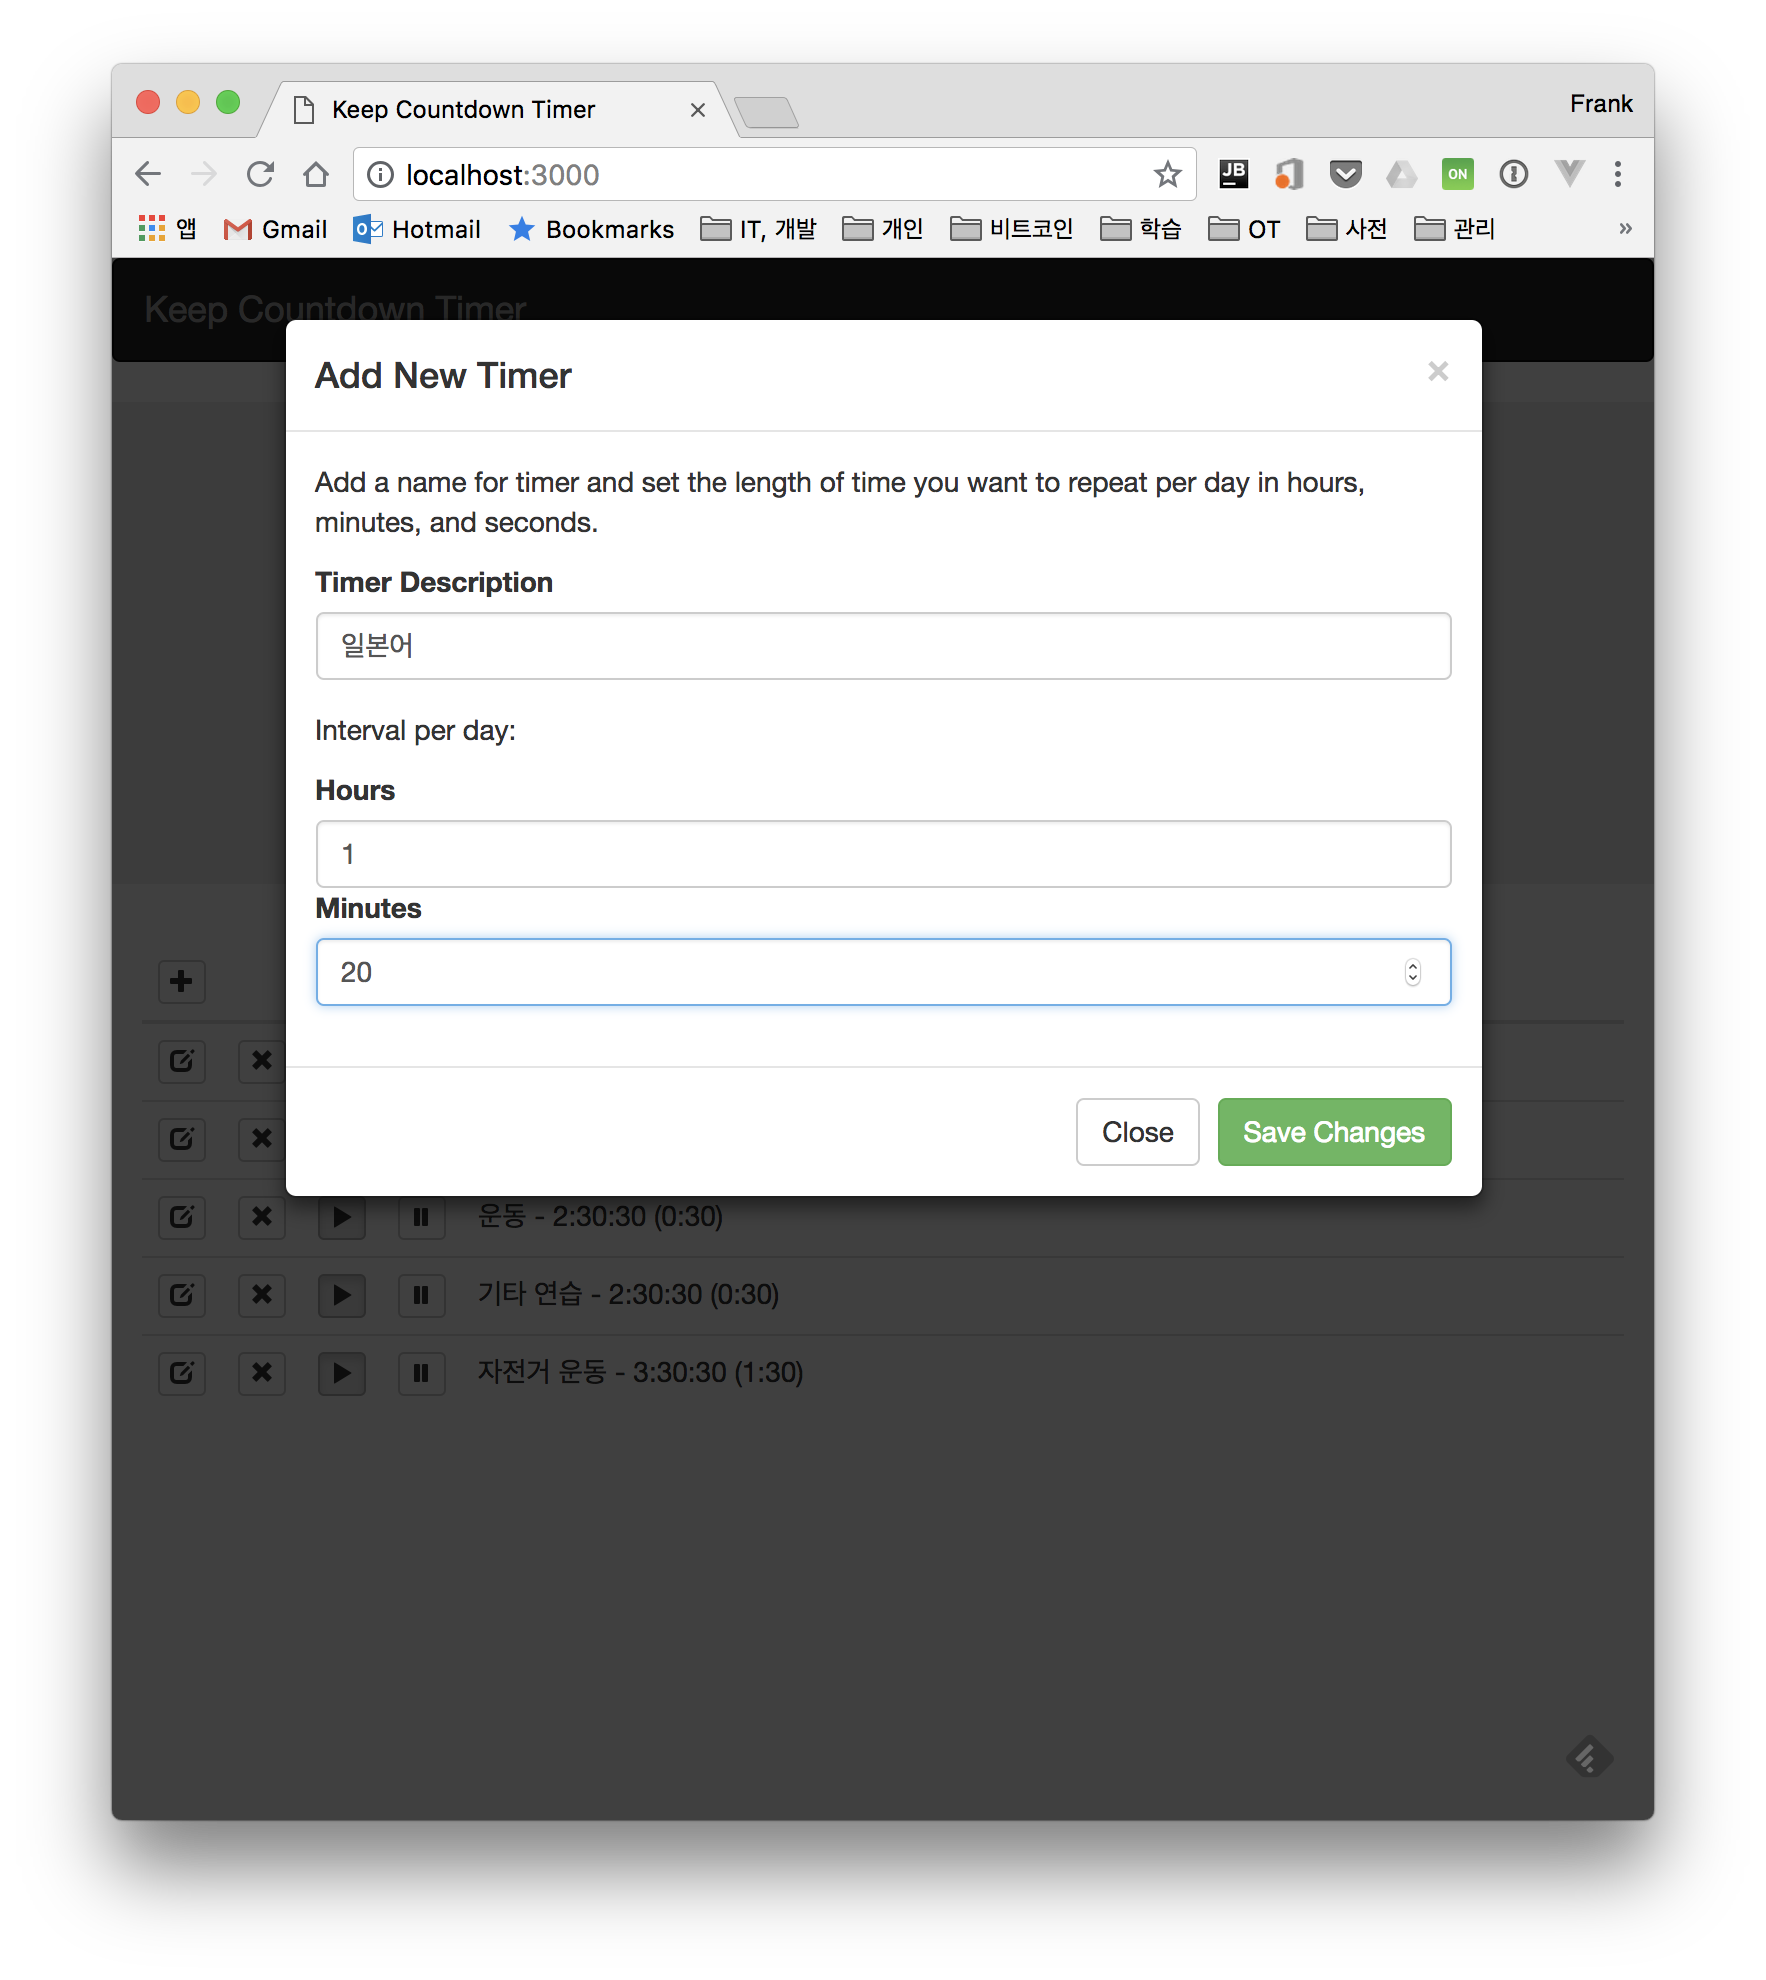 Keep Countdown Timer
Frank
localhost:3000
JB
ON
앱
Gmail
Hotmail
Bookmarks
IT, 개발
개인
비트코인
학습
OT
사전
관리
»
Keep Countdown Timer
Add New Timer
Add a name for timer and set the length of time you want to repeat per day in hours,
minutes, and seconds.
Timer Description
일본어
Interval per day:
Hours
1
Minutes
20
Close
Save Changes
운동 - 2:30:30 (0:30)
기타 연습 - 2:30:30 (0:30)
자전거 운동 - 3:30:30 (1:30)